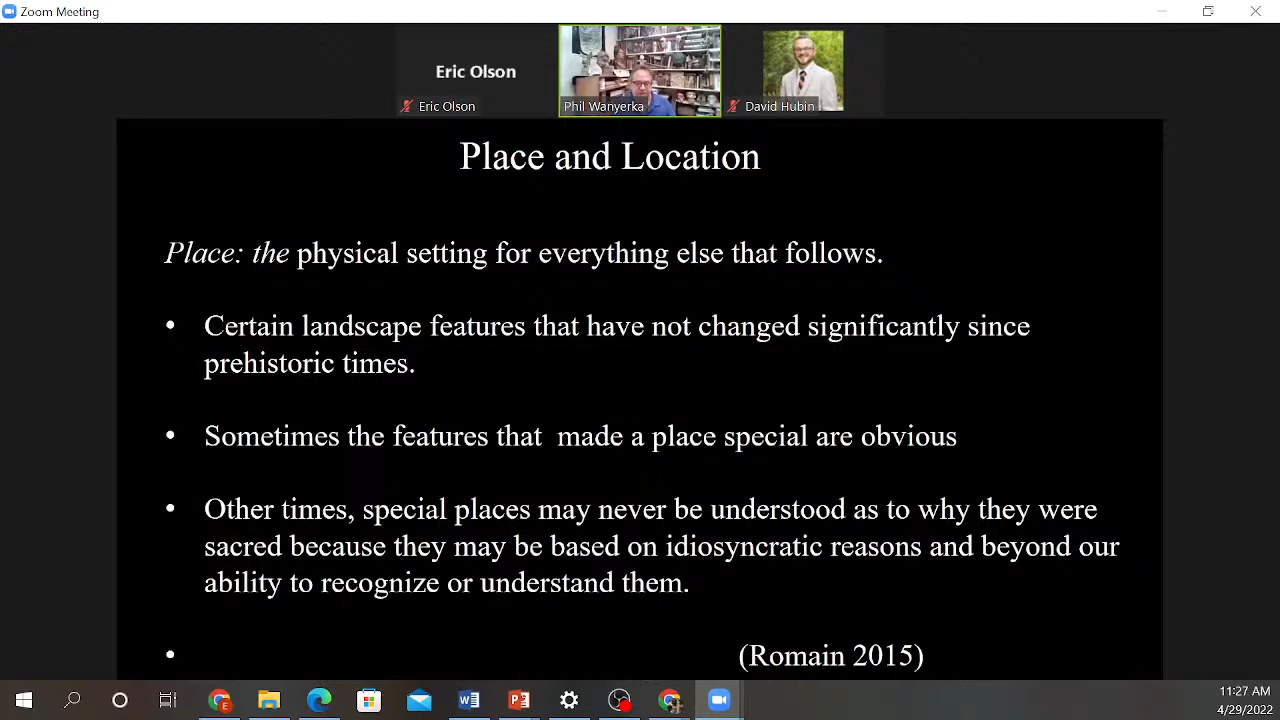 Zoom Meeting
Eric Olson
Eric Olson
Phil Wanyerka
David Hubin
Place and Location
Place: the physical setting for everything else that follows.
• Certain landscape features that have not changed significantly since
prehistoric times.
• Sometimes the features that  made a place special are obvious
• Other times, special places may never be understood as to why they were
sacred because they may be based on idiosyncratic reasons and beyond our
ability to recognize or understand them.
• (Romain 2015)
11:27 AM
4/29/2022